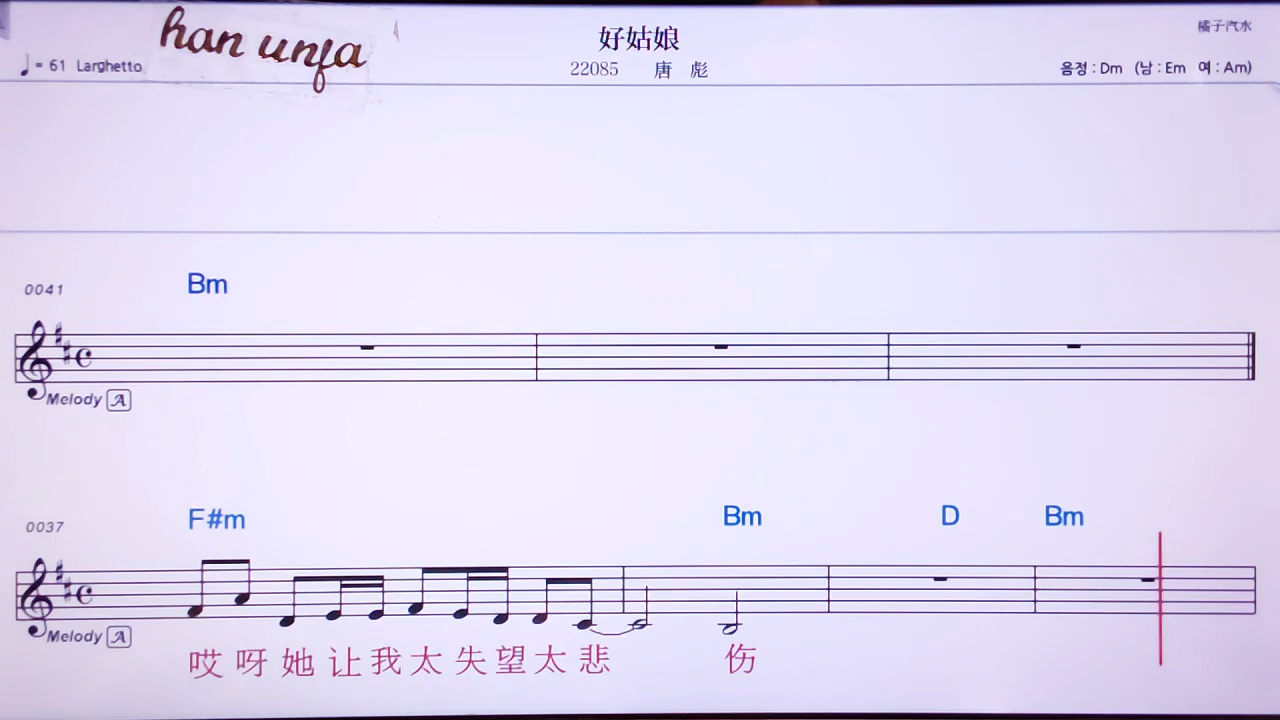 han unfa
好姑娘
橘子汽水
♩= 61 Larghetto
22085 唐 彪
음정 : Dm (남 : Em 여 : Am)
0041 Bm
Melody A
0037 F#m Bm D Bm
Melody A
哎呀她让我太失望太悲 伤